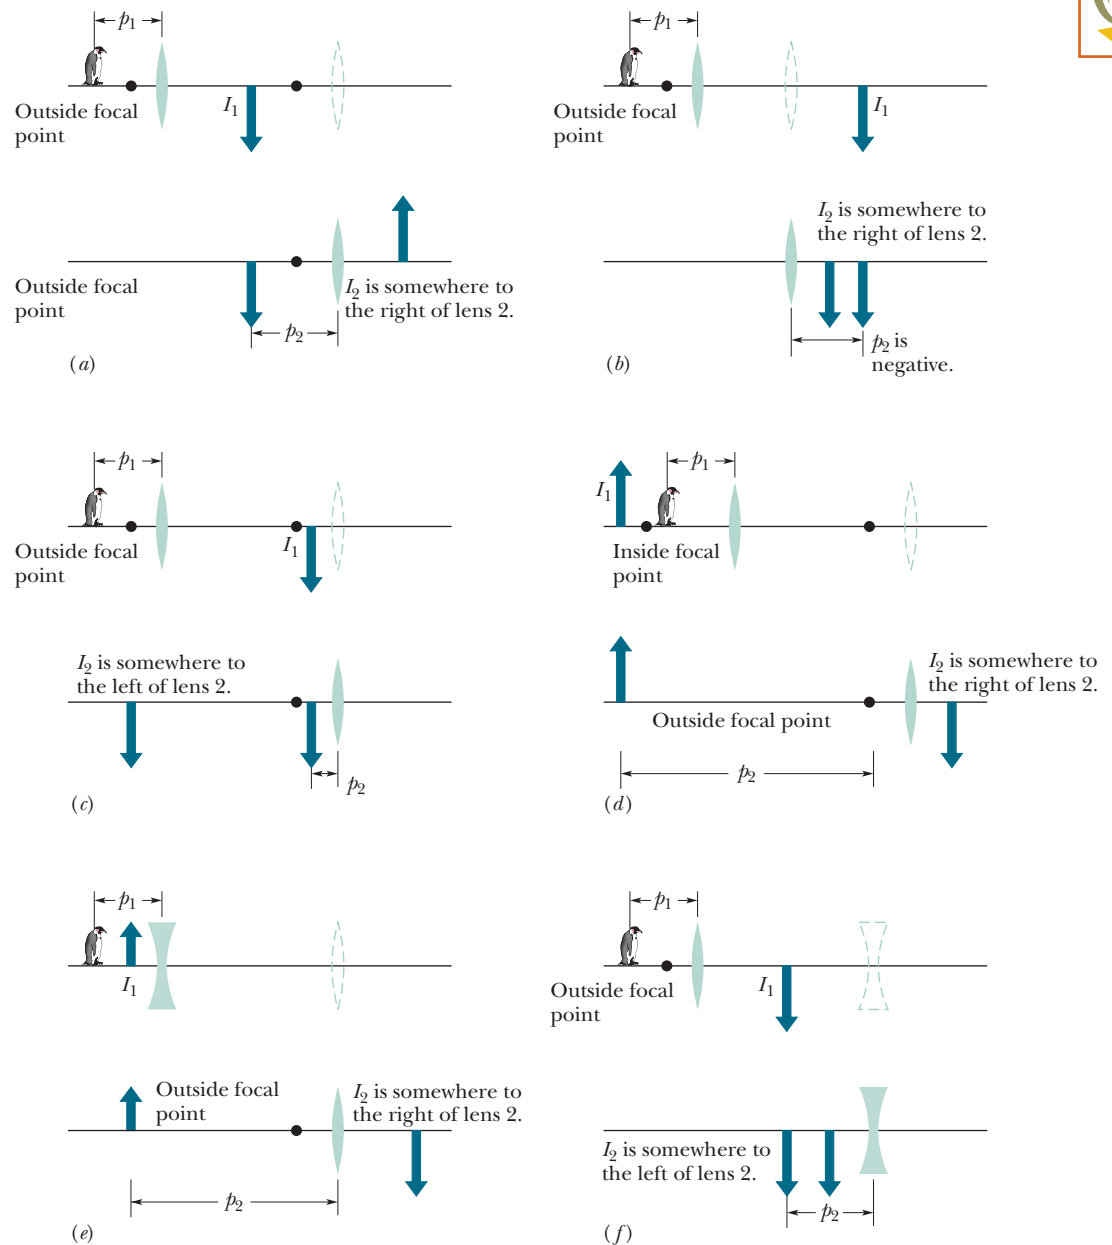 p1
Outside focal
point
I1
Outside focal
point
I2 is somewhere to
the right of lens 2.
p2
(a)
p1
Outside focal
point
I1
I2 is somewhere to
the right of lens 2.
p2 is
negative.
(b)
p1
Outside focal
point
I1
I2 is somewhere to
the left of lens 2.
p2
(c)
p1
I1
Inside focal
point
I2 is somewhere to
the right of lens 2.
Outside focal point
p2
(d)
p1
I1
Outside focal
point
I2 is somewhere to
the right of lens 2.
p2
(e)
p1
Outside focal
point
I1
I2 is somewhere to
the left of lens 2.
p2
(f)